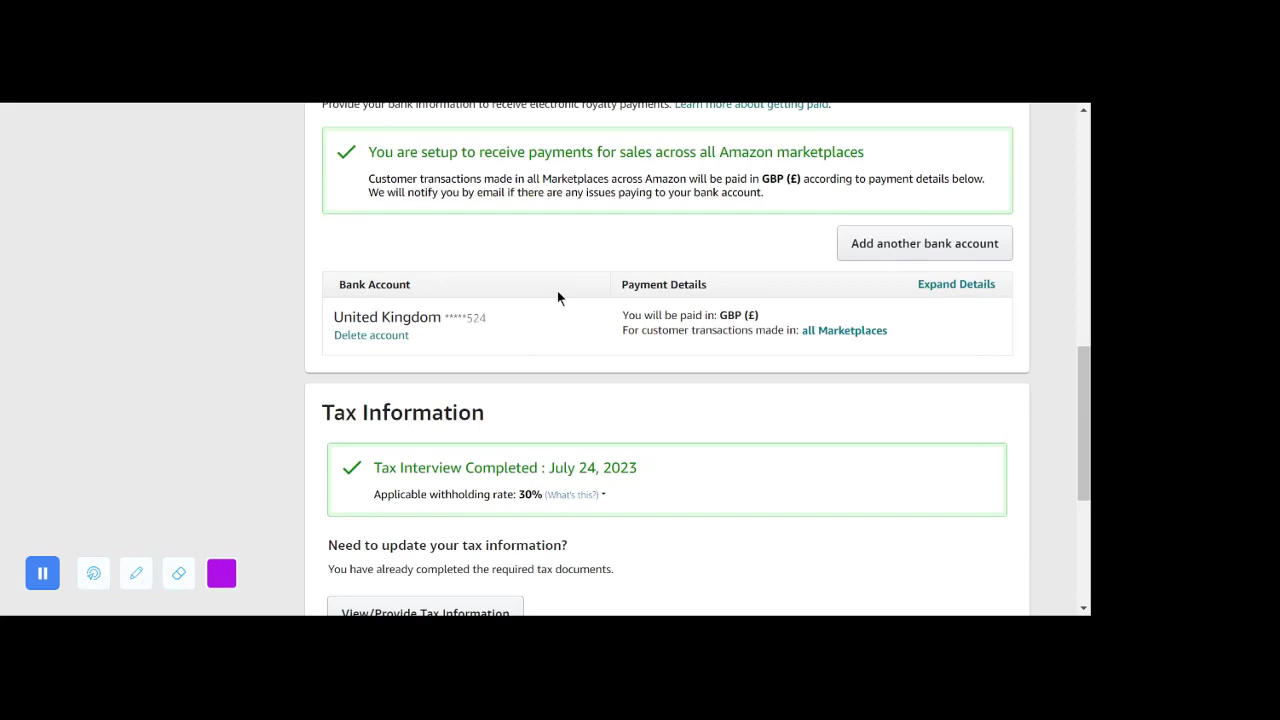 Provide your bank information to receive electronic royalty payments. Learn more about getting paid.
You are setup to receive payments for sales across all Amazon marketplaces
Customer transactions made in all Marketplaces across Amazon will be paid in GBP (£) according to payment details below.
We will notify you by email if there are any issues paying to your bank account.
Add another bank account
Bank Account
Payment Details
Expand Details
United Kingdom *****524
Delete account
You will be paid in: GBP (£)
For customer transactions made in: all Marketplaces
Tax Information
Tax Interview Completed : July 24, 2023
Applicable withholding rate: 30% (What's this?)
Need to update your tax information?
You have already completed the required tax documents.
View/Provide Tax Information